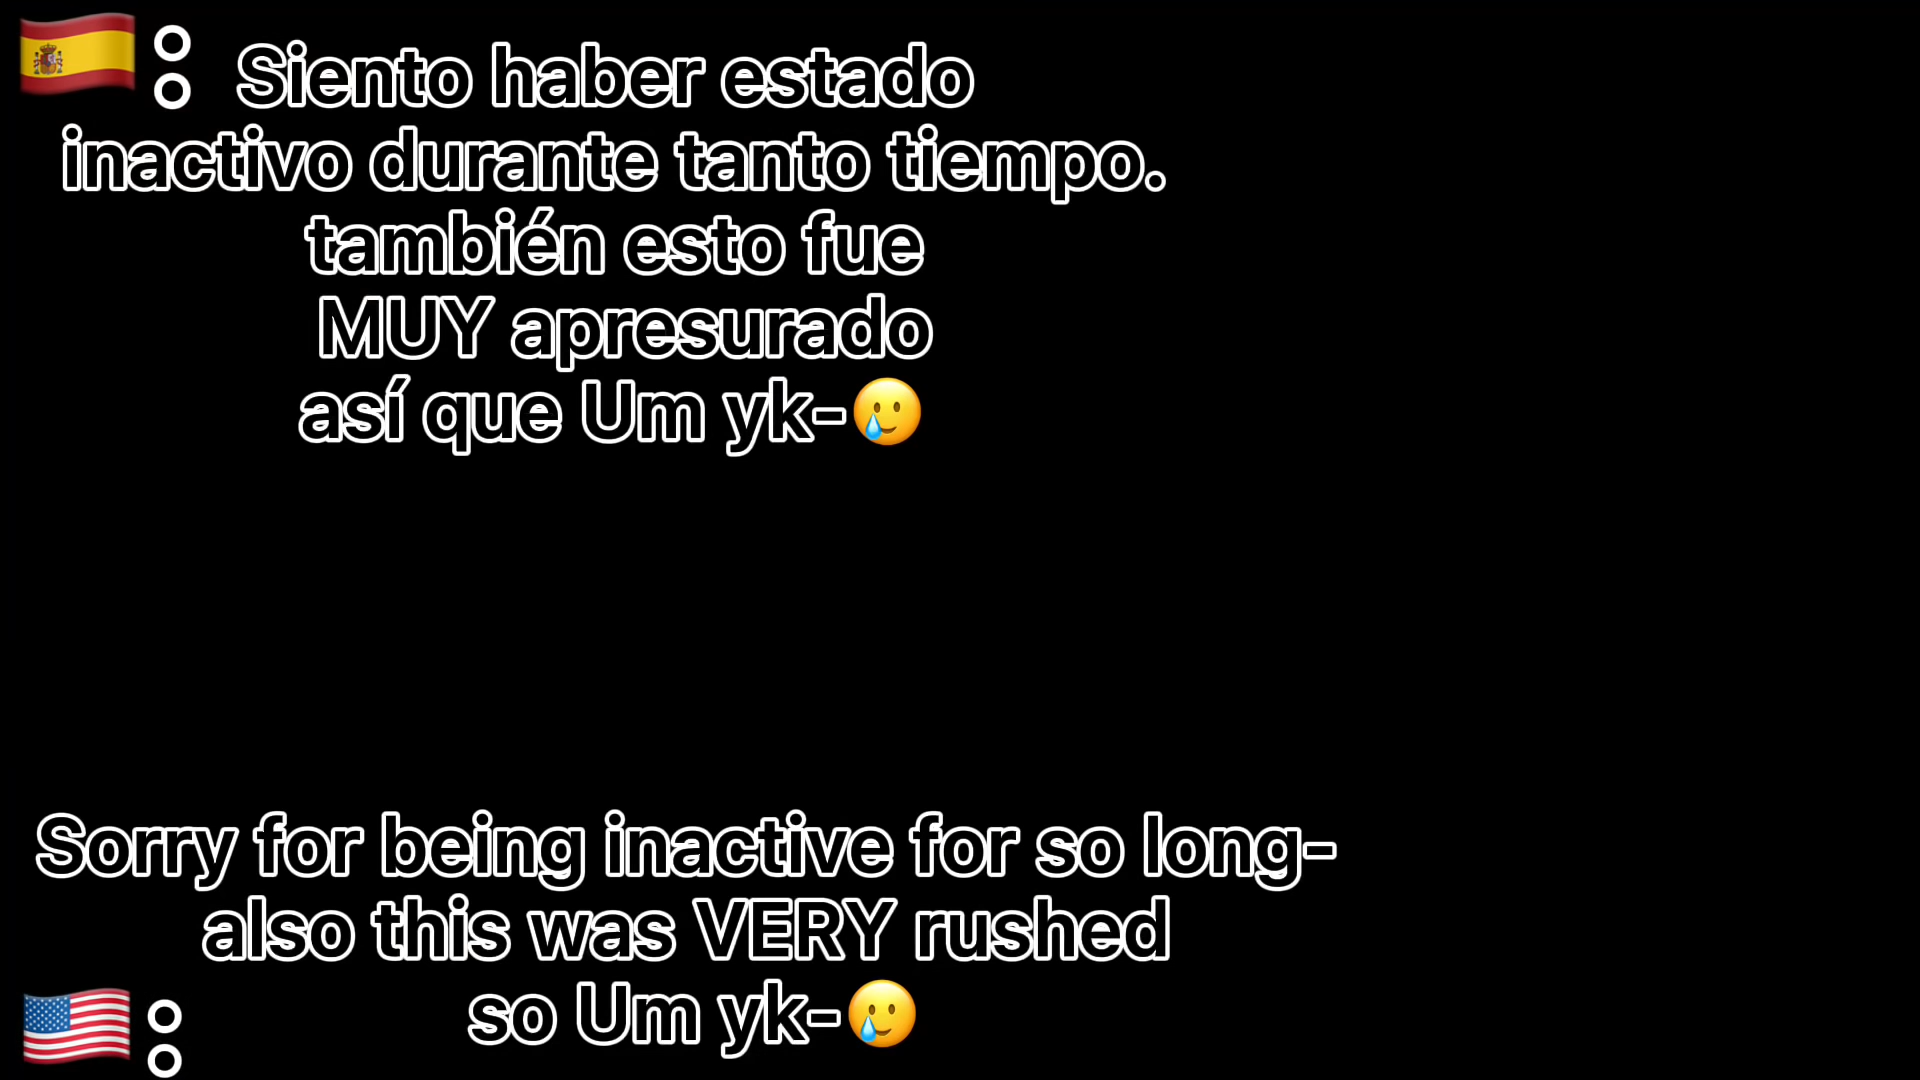 🇪🇸: Siento haber estado
inactivo durante tanto tiempo.
también esto fue
MUY apresurado
así que Um yk-🥲
Sorry for being inactive for so long-
also this was VERY rushed
🇺🇸: so Um yk-🥲